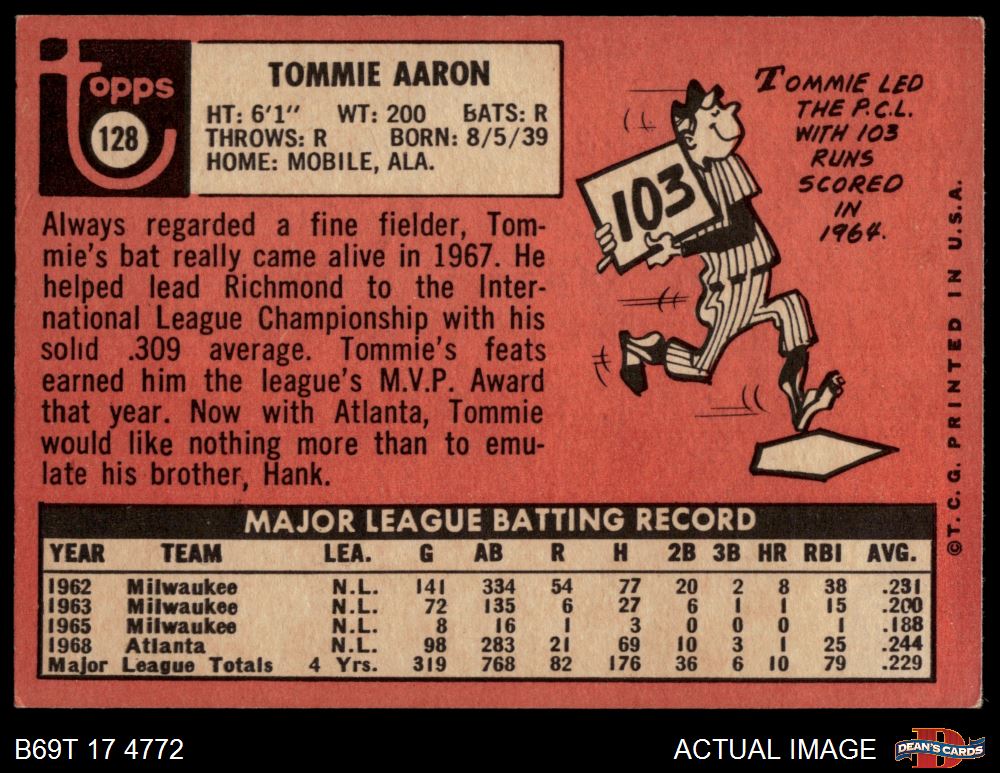 Topps
128
TOMMIE AARON
HT: 6'1" WT: 200 BATS: R
THROWS: R BORN: 8/5/39
HOME: MOBILE, ALA.
Always regarded a fine fielder, Tom-
mie's bat really came alive in 1967. He
helped lead Richmond to the Inter-
national League Championship with his
solid .309 average. Tommie's feats
earned him the league's M.V.P. Award
that year. Now with Atlanta, Tommie
would like nothing more than to emu-
late his brother, Hank.
103
TOMMIE LED
THE P.C.L.
WITH 103
RUNS
SCORED
IN
1964.
©T.C.G. PRINTED IN U.S.A.
MAJOR LEAGUE BATTING RECORD
YEAR TEAM LEA. G AB R H 2B 3B HR RBI AVG.
1962 Milwaukee N.L. 141 334 54 77 20 2 8 38 .231
1963 Milwaukee N.L. 72 135 6 27 6 1 1 15 .200
1965 Milwaukee N.L. 8 16 1 3 0 0 0 1 .188
1968 Atlanta N.L. 98 283 21 69 10 3 1 25 .244
Major League Totals 4 Yrs. 319 768 82 176 36 6 10 79 .229
B69T 17 4772
ACTUAL IMAGE
D
DEAN'S CARDS